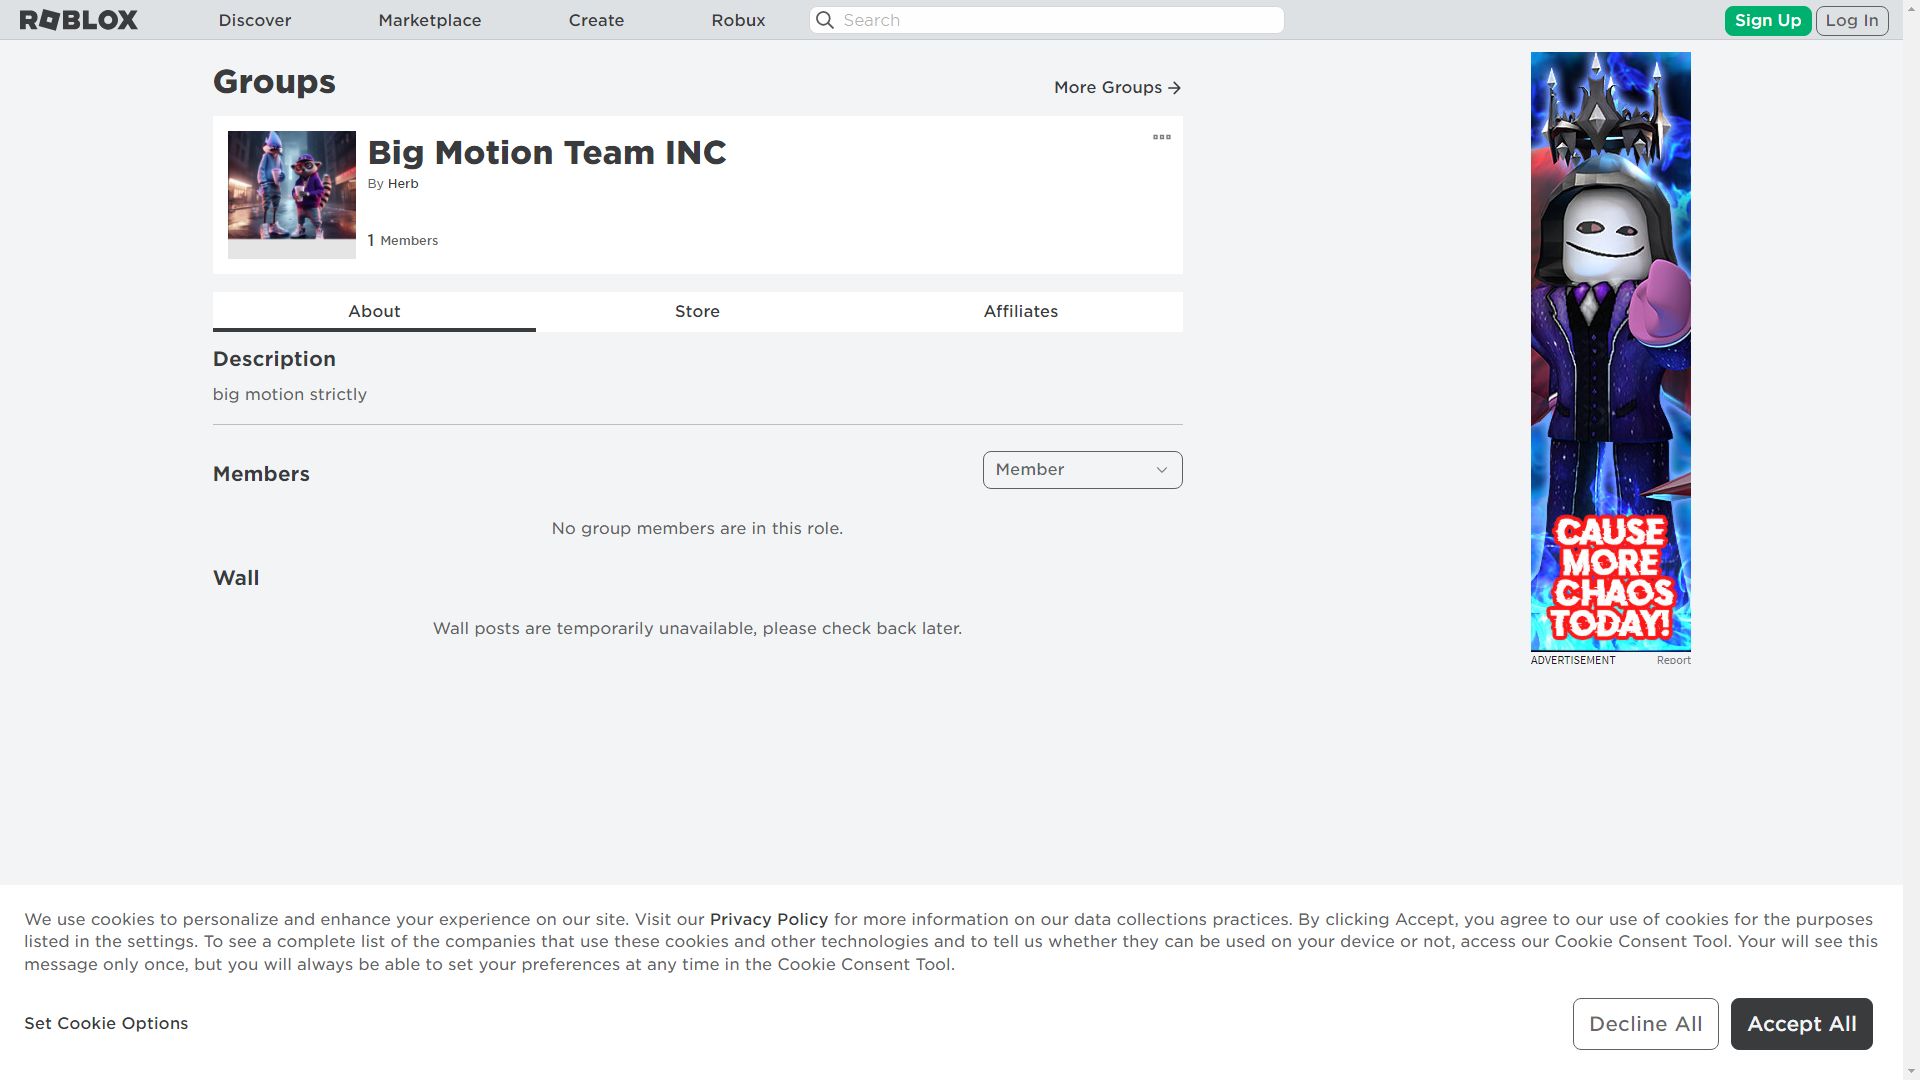 ROBLOX
Discover
Marketplace
Create
Robux
Search
Sign Up
Log In
Groups
More Groups
Big Motion Team INC
By Herb
1 Members
About
Store
Affiliates
Description
big motion strictly
Members
Member
No group members are in this role.
Wall
Wall posts are temporarily unavailable, please check back later.
CAUSE
MORE
CHAOS
TODAY!
ADVERTISEMENT
Report
We use cookies to personalize and enhance your experience on our site. Visit our Privacy Policy for more information on our data collections practices. By clicking Accept, you agree to our use of cookies for the purposes
listed in the settings. To see a complete list of the companies that use these cookies and other technologies and to tell us whether they can be used on your device or not, access our Cookie Consent Tool. Your will see this
message only once, but you will always be able to set your preferences at any time in the Cookie Consent Tool.
Set Cookie Options
Decline All
Accept All